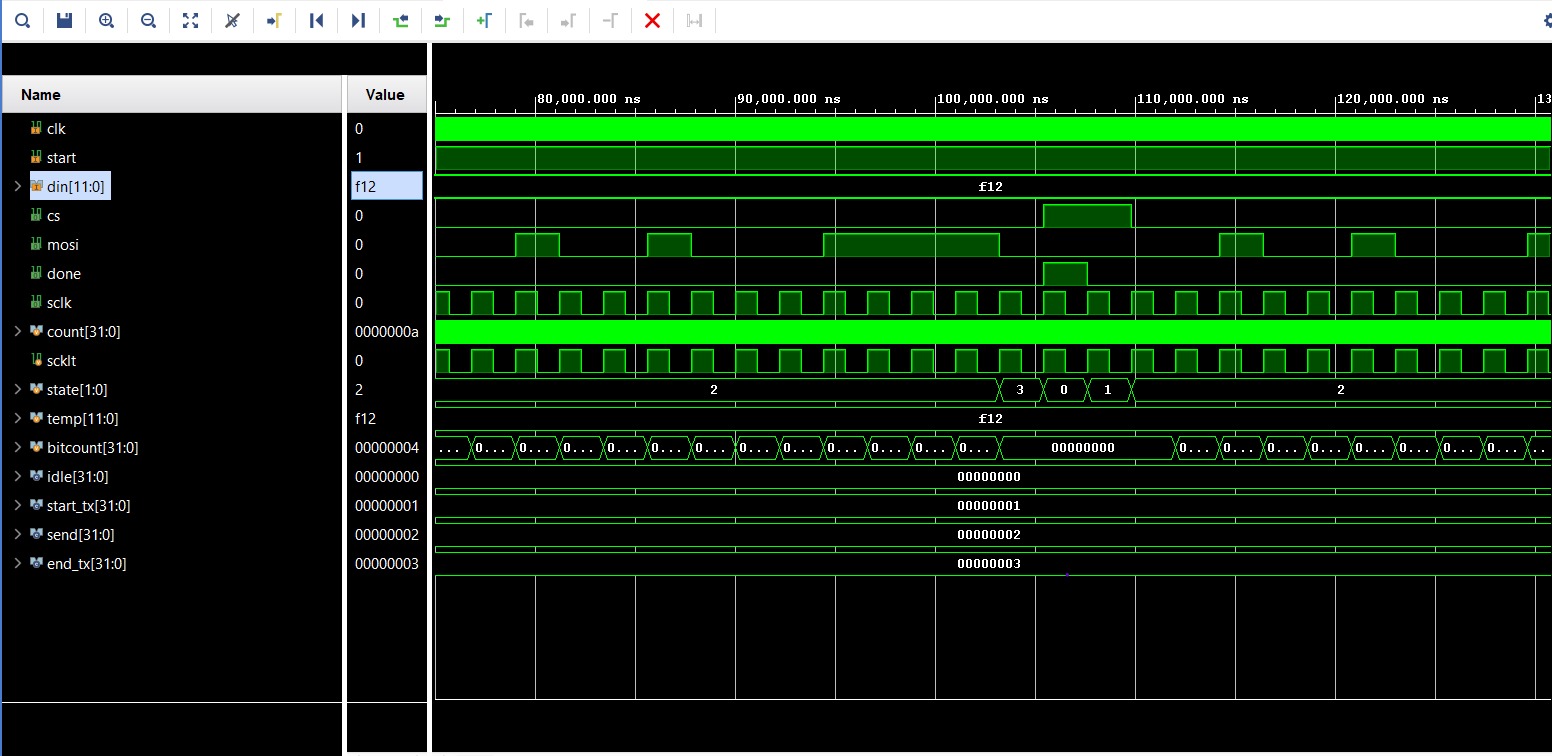 Name Value
80,000.000 ns 90,000.000 ns 100,000.000 ns 110,000.000 ns 120,000.000 ns 13
clk 0
start 1
din[11:0] f12 f12
cs 0
mosi 0
done 0
sclk 0
count[31:0] 0000000a
scklt 0
state[1:0] 2 2 3 0 1 2
temp[11:0] f12 f12
bitcount[31:0] 00000004 ... 0... 0... 0... 0... 0... 0... 0... 0... 0... 0... 0... 0... 00000000 0... 0... 0... 0... 0... 0... 0... 0... ..
idle[31:0] 00000000 00000000
start_tx[31:0] 00000001 00000001
send[31:0] 00000002 00000002
end_tx[31:0] 00000003 00000003